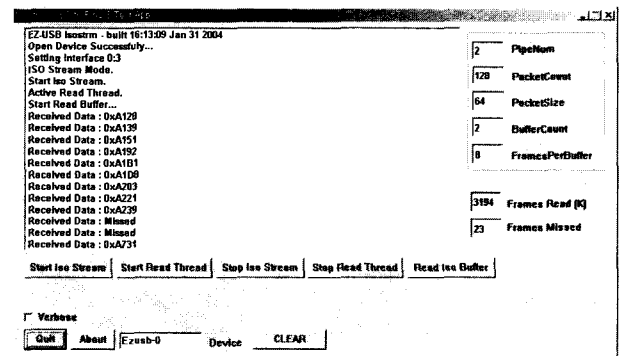 EZ-USB Isostrm - built 16:13:09 Jan 31 2004
Open Device Successfuly...
Setting Interface 0:3
ISO Stream Mode.
Start Iso Stream.
Active Read Thread.
Start Read Buffer...
Received Data : 0xA128
Received Data : 0xA139
Received Data : 0xA151
Received Data : 0xA192
Received Data : 0xA1B1
Received Data : 0xA1D8
Received Data : 0xA203
Received Data : 0xA221
Received Data : 0xA239
Received Data : Missed
Received Data : Missed
Received Data : 0xA731
2 PipeNum
128 PacketCount
64 PacketSize
2 BufferCount
8 FramesPerBuffer
3194 Frames Read (K)
23 Frames Missed
Start Iso Stream Start Read Thread Stop Iso Stream Stop Read Thread Read Iso Buffer
Verbose
Quit About Ezusb-0 Device CLEAR